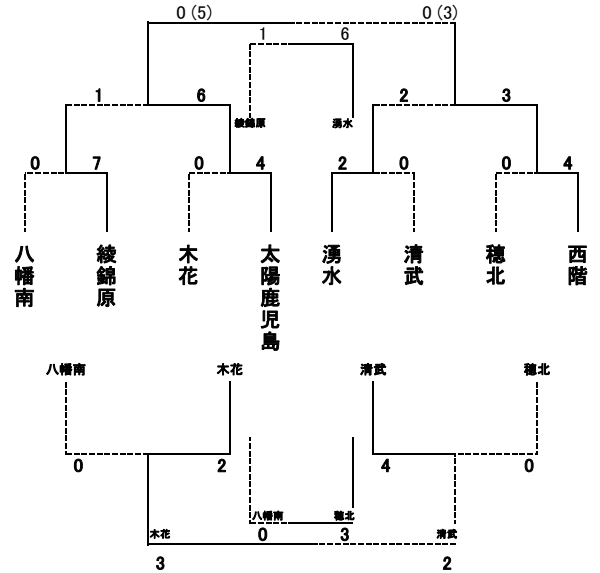 0 (5) 0 (3)
1 6
1 6 2 3
綾錦原 湧水
0 7 0 4 2 0 0 4
八幡南 綾錦原 木花 太陽鹿児島 湧水 清武 穂北 西階
八幡南 木花 清武 穂北
0 2 4 0
八幡南 穂北
木花 0 3 清武
3 2